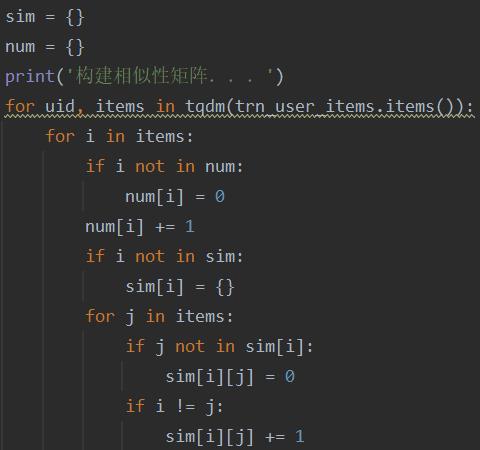 sim = {}
num = {}
print('构建相似性矩阵. . . ')
for uid, items in tqdm(trn_user_items.items()):
    for i in items:
        if i not in num:
            num[i] = 0
        num[i] += 1
        if i not in sim:
            sim[i] = {}
        for j in items:
            if j not in sim[i]:
                sim[i][j] = 0
            if i != j:
                sim[i][j] += 1